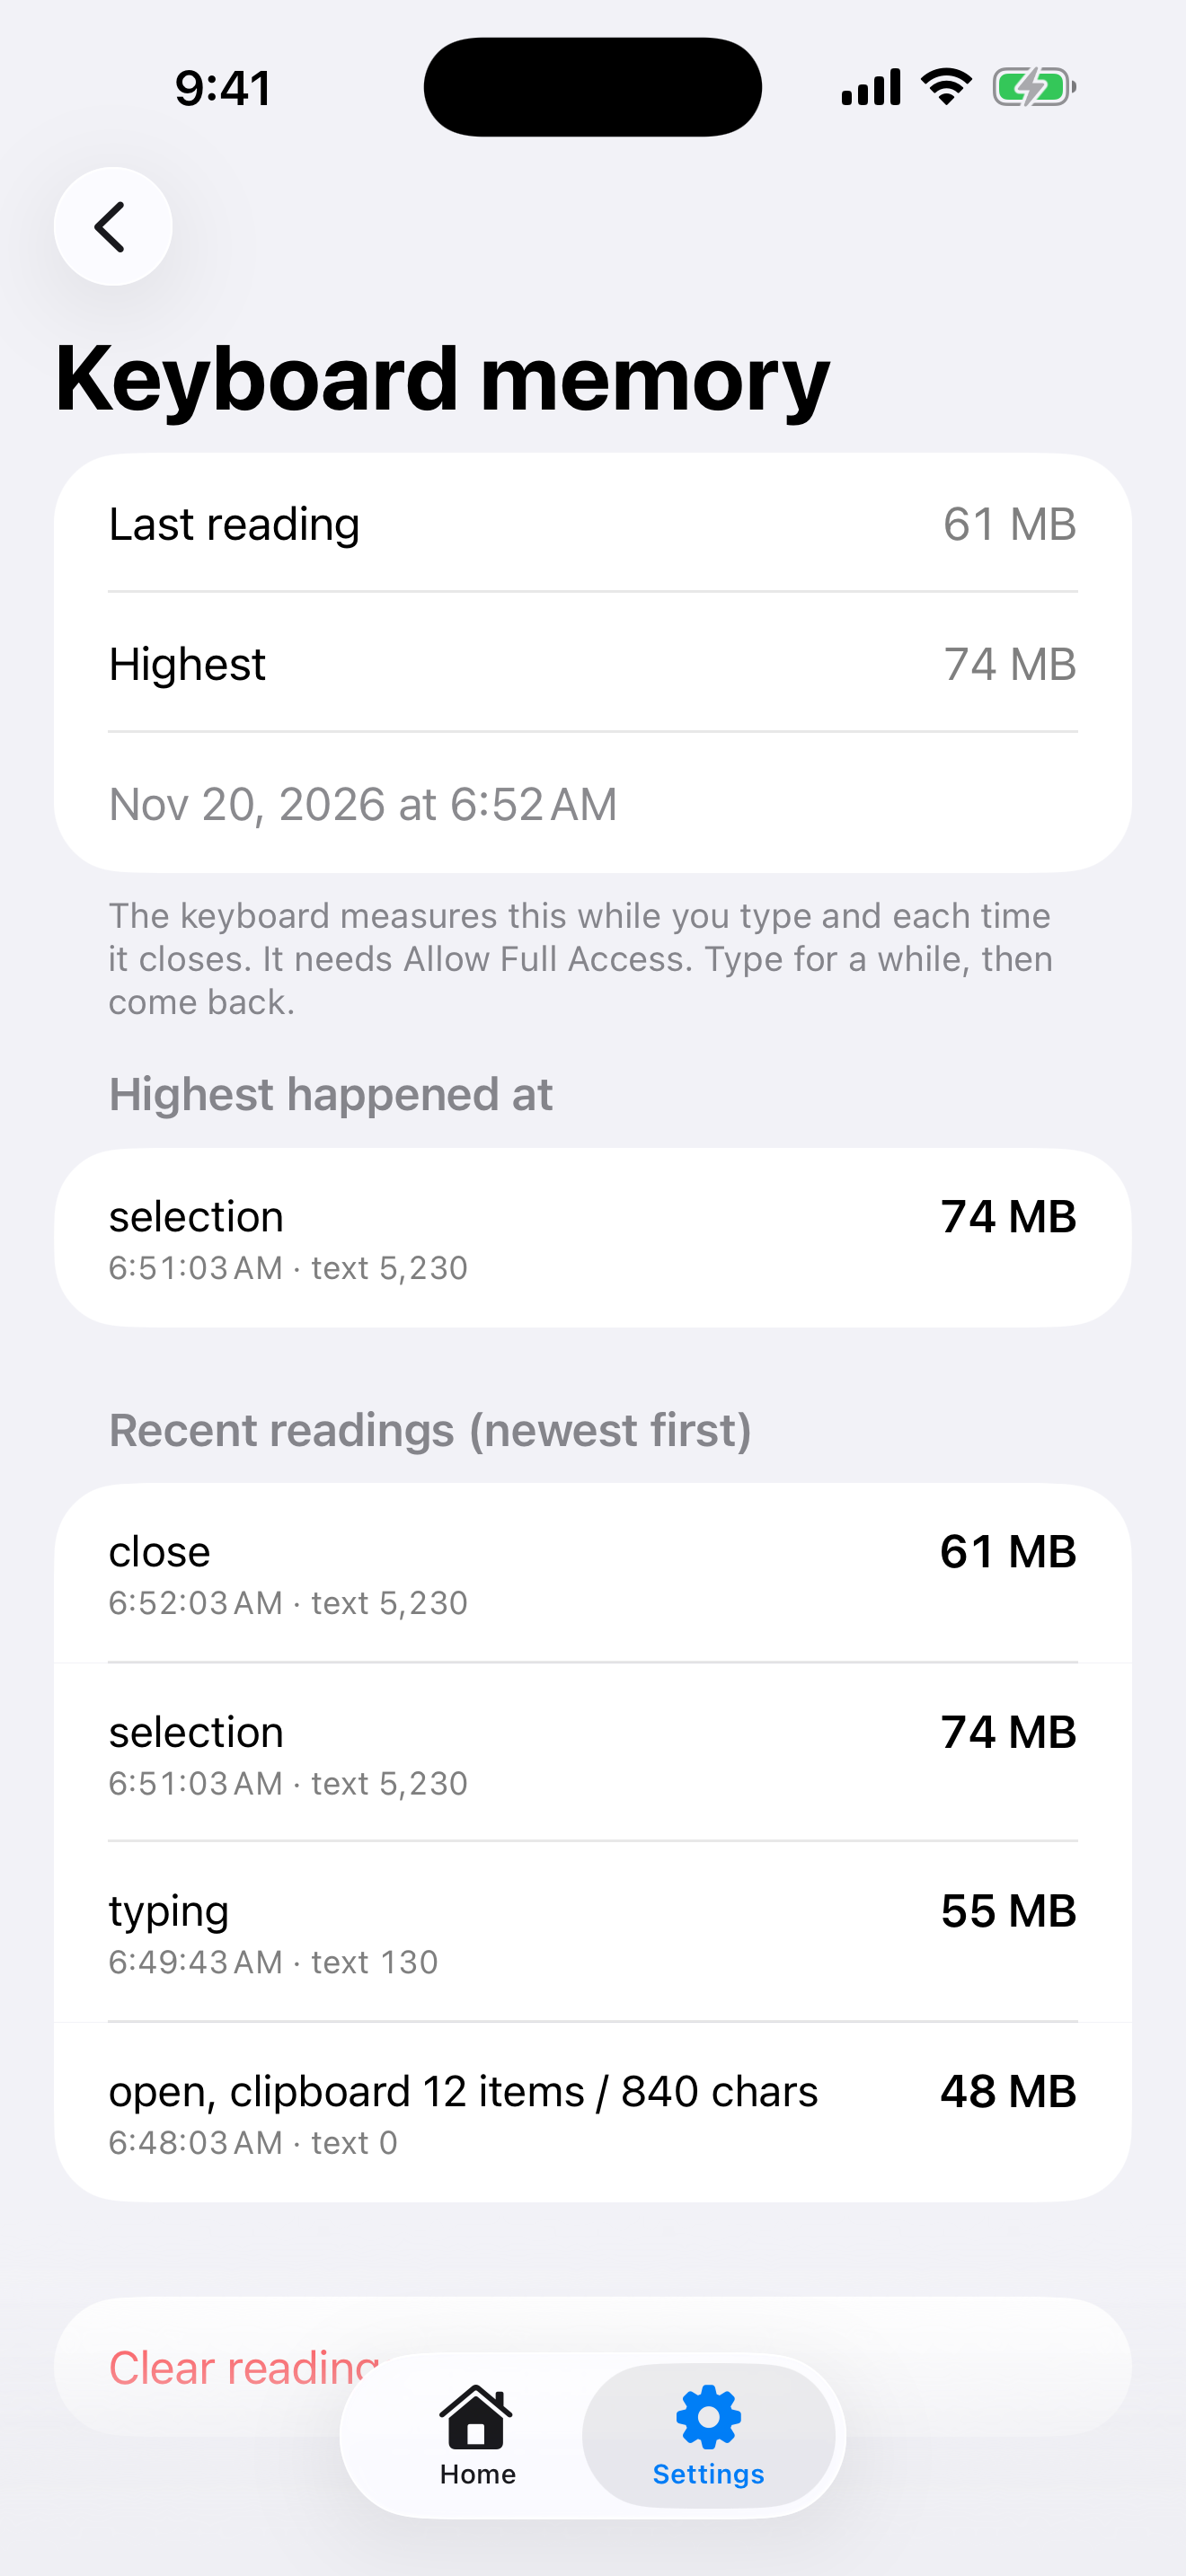 9:41
Keyboard memory
Last reading 61 MB
Highest 74 MB
Nov 20, 2026 at 6:52 AM
The keyboard measures this while you type and each time
it closes. It needs Allow Full Access. Type for a while, then
come back.
Highest happened at
selection 74 MB
6:51:03 AM · text 5,230
Recent readings (newest first)
close 61 MB
6:52:03 AM · text 5,230
selection 74 MB
6:51:03 AM · text 5,230
typing 55 MB
6:49:43 AM · text 130
open, clipboard 12 items / 840 chars 48 MB
6:48:03 AM · text 0
Clear reading
Home
Settings